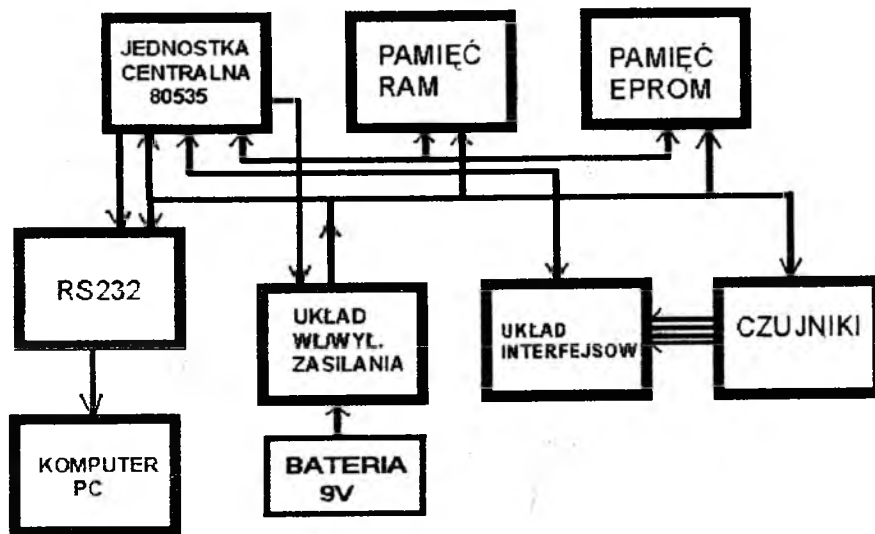 JEDNOSTKA
CENTRALNA
80535
PAMIĘĆ
RAM
PAMIĘĆ
EPROM
RS232
UKŁAD
WŁ/WYŁ.
ZASILANIA
UKŁAD
INTERFEJSOW
CZUJNIKI
KOMPUTER
PC
BATERIA
9V